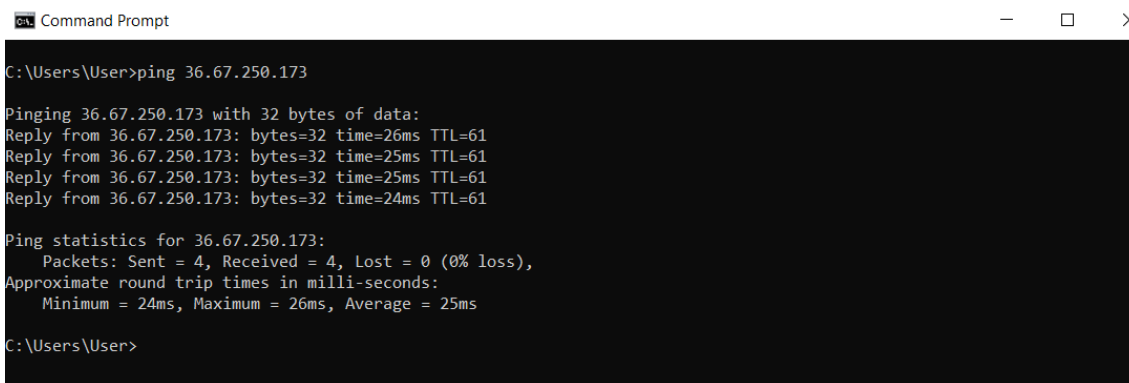 Command Prompt
C:\Users\User>ping 36.67.250.173
Pinging 36.67.250.173 with 32 bytes of data:
Reply from 36.67.250.173: bytes=32 time=26ms TTL=61
Reply from 36.67.250.173: bytes=32 time=25ms TTL=61
Reply from 36.67.250.173: bytes=32 time=25ms TTL=61
Reply from 36.67.250.173: bytes=32 time=24ms TTL=61
Ping statistics for 36.67.250.173:
    Packets: Sent = 4, Received = 4, Lost = 0 (0% loss),
Approximate round trip times in milli-seconds:
    Minimum = 24ms, Maximum = 26ms, Average = 25ms
C:\Users\User>